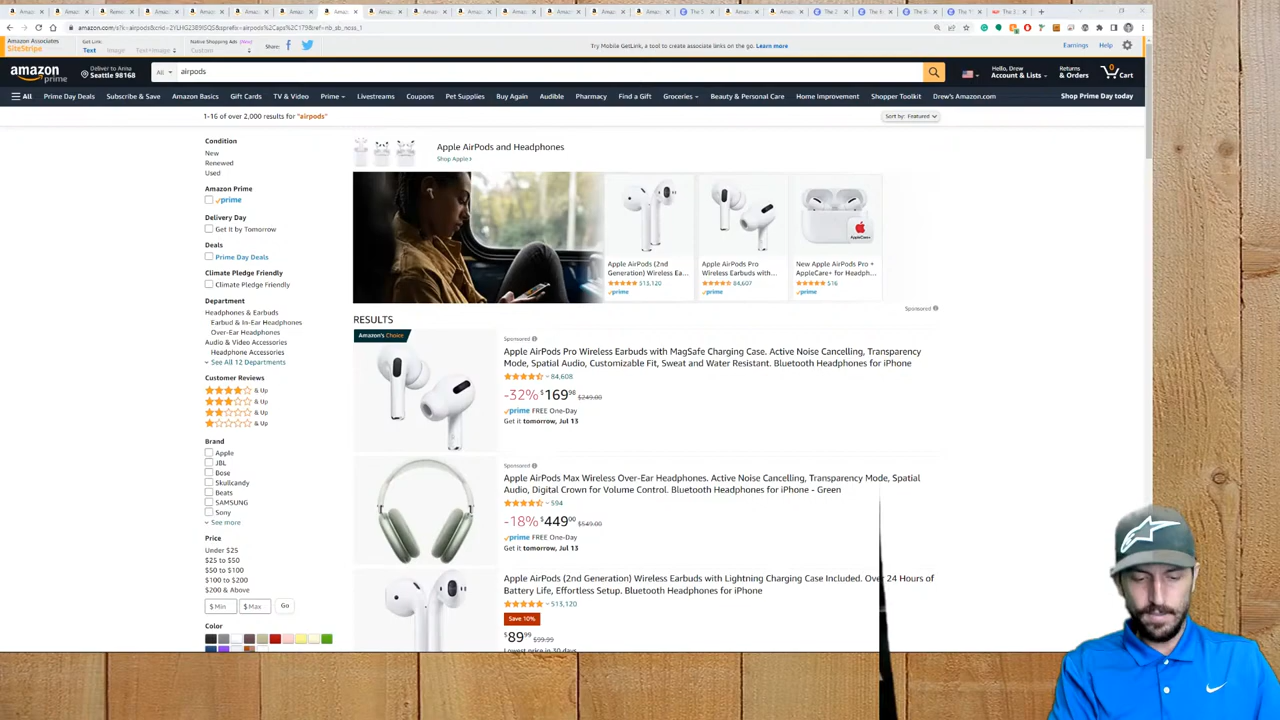 amazon.com/s?k=airpods&crid=2YLHG23B9ISQS&sprefix=airpods%2Caps%2C179&ref=nb_sb_noss_1
Amazon Associates
SiteStripe
Get Link:
Text Image Text+Image
Native Shopping Ads (New)
Custom
Share:
Try Mobile GetLink, a tool to create associate links on the go. Learn more
Earnings Help
amazon
prime
Deliver to Anna
Seattle 98168
All
airpods
Hello, Drew
Account & Lists
Returns
& Orders
0
Cart
All Prime Day Deals Subscribe & Save Amazon Basics Gift Cards TV & Video Prime Livestreams Coupons Pet Supplies Buy Again Audible Pharmacy Find a Gift Groceries Beauty & Personal Care Home Improvement Shopper Toolkit Drew's Amazon.com Shop Prime Day today
1-16 of over 2,000 results for "airpods"
Sort by: Featured
Condition
New
Renewed
Used
Amazon Prime
prime
Delivery Day
Get it by Tomorrow
Deals
Prime Day Deals
Climate Pledge Friendly
Climate Pledge Friendly
Department
Headphones & Earbuds
Earbud & In-Ear Headphones
Over-Ear Headphones
Audio & Video Accessories
Headphone Accessories
See All 12 Departments
Customer Reviews
& Up
& Up
& Up
& Up
Brand
Apple
JBL
Bose
Skullcandy
Beats
SAMSUNG
Sony
See more
Price
Under $25
$25 to $50
$50 to $100
$100 to $200
$200 & Above
$ Min $ Max Go
Color
Apple AirPods and Headphones
Shop Apple ›
Apple AirPods (2nd
Generation) Wireless Ea...
513,120
prime
Apple AirPods Pro
Wireless Earbuds with...
84,607
prime
AppleCare+
New Apple AirPods Pro +
AppleCare+ for Headph...
516
prime
Sponsored
RESULTS
Amazon's Choice
Sponsored
Apple AirPods Pro Wireless Earbuds with MagSafe Charging Case. Active Noise Cancelling, Transparency
Mode, Spatial Audio, Customizable Fit, Sweat and Water Resistant. Bluetooth Headphones for iPhone
84,608
-32% $169.98 $249.00
prime FREE One-Day
Get it tomorrow, Jul 13
Sponsored
Apple AirPods Max Wireless Over-Ear Headphones. Active Noise Cancelling, Transparency Mode, Spatial
Audio, Digital Crown for Volume Control. Bluetooth Headphones for iPhone - Green
594
-18% $449.00 $549.00
prime FREE One-Day
Get it tomorrow, Jul 13
Apple AirPods (2nd Generation) Wireless Earbuds with Lightning Charging Case Included. Over 24 Hours of
Battery Life, Effortless Setup. Bluetooth Headphones for iPhone
513,120
Save 10%
$89.99 $99.99
Lowest price in 30 days